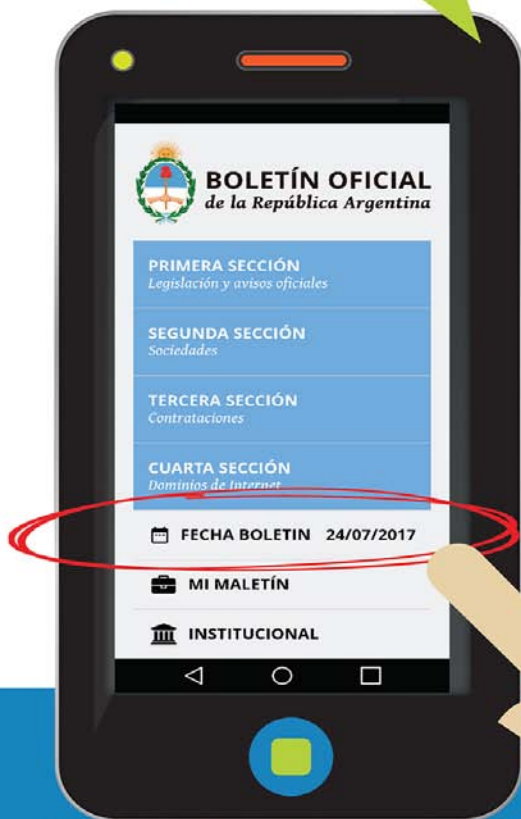 BOLETÍN OFICIAL
de la República Argentina
PRIMERA SECCIÓN
Legislación y avisos oficiales
SEGUNDA SECCIÓN
Sociedades
TERCERA SECCIÓN
Contrataciones
CUARTA SECCIÓN
Dominios de Internet
FECHA BOLETIN 24/07/2017
MI MALETÍN
INSTITUCIONAL